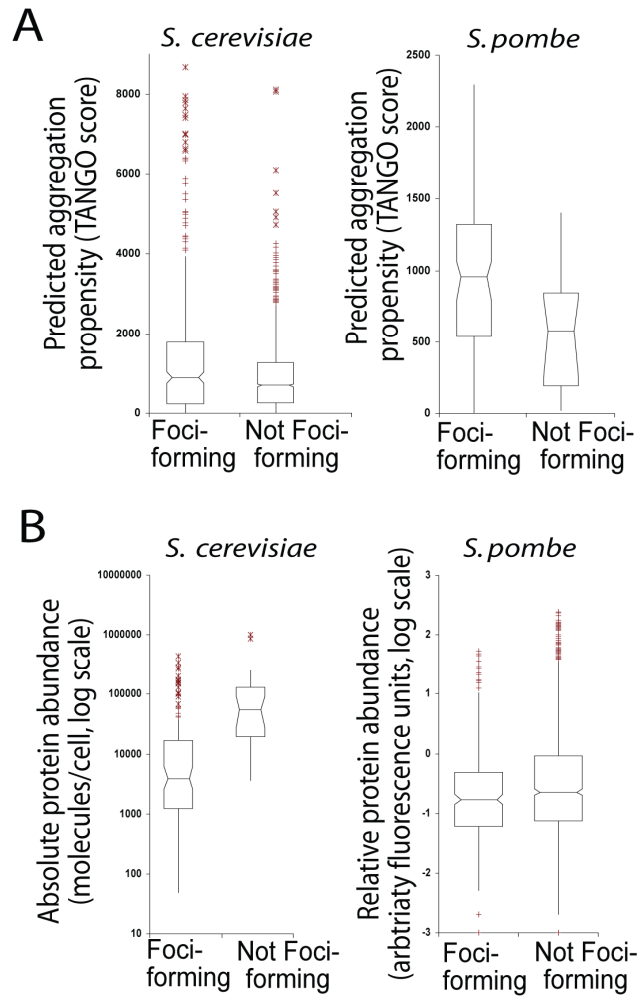 A
S. cerevisiae
S. pombe
Predicted aggregation
propensity (TANGO score)
8000
6000
4000
2000
0
Foci-
forming
Not Foci-
forming
Predicted aggregation
propensity (TANGO score)
2500
2000
1500
1000
500
0
Foci-
forming
Not Foci-
forming
B
S. cerevisiae
S. pombe
Absolute protein abundance
(molecules/cell, log scale)
10000000
1000000
100000
10000
1000
100
10
Foci-
forming
Not Foci-
forming
Relative protein abundance
(arbtriaty fluorescence units, log scale)
3
2
1
0
-1
-2
-3
Foci-
forming
Not Foci-
forming